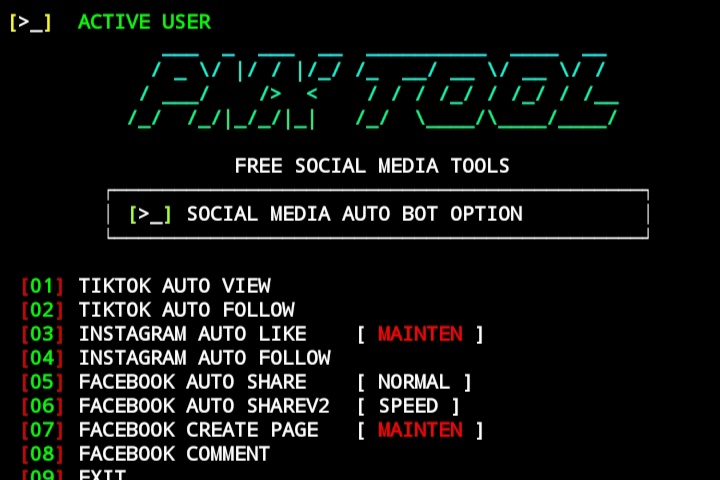 [>_] ACTIVE USER
PMX TOOL
FREE SOCIAL MEDIA TOOLS
[>_] SOCIAL MEDIA AUTO BOT OPTION
[01] TIKTOK AUTO VIEW
[02] TIKTOK AUTO FOLLOW
[03] INSTAGRAM AUTO LIKE [ MAINTEN ]
[04] INSTAGRAM AUTO FOLLOW
[05] FACEBOOK AUTO SHARE [ NORMAL ]
[06] FACEBOOK AUTO SHAREV2 [ SPEED ]
[07] FACEBOOK CREATE PAGE [ MAINTEN ]
[08] FACEBOOK COMMENT
[09] EXIT